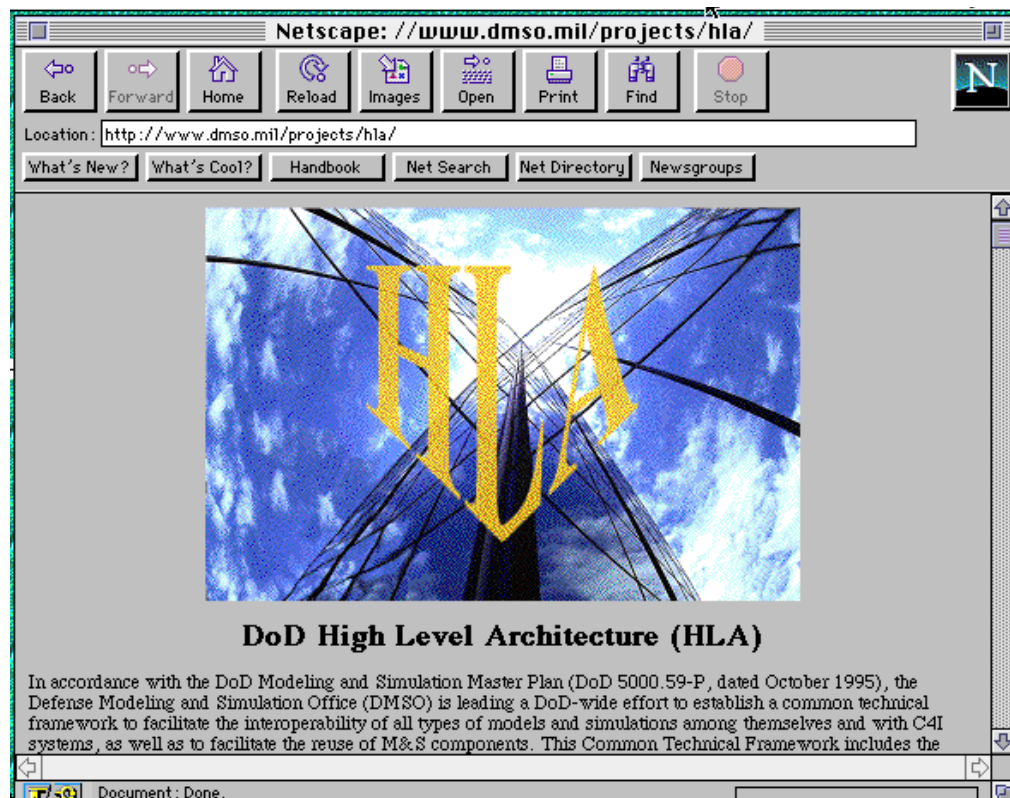 Netscape: //www.dmso.mil/projects/hla/
Back Forward Home Reload Images Open Print Find Stop
N
Location: http://www.dmso.mil/projects/hla/
What's New? What's Cool? Handbook Net Search Net Directory Newsgroups
HLA
DoD High Level Architecture (HLA)
In accordance with the DoD Modeling and Simulation Master Plan (DoD 5000.59-P, dated October 1995), the
Defense Modeling and Simulation Office (DMSO) is leading a DoD-wide effort to establish a common technical
framework to facilitate the interoperability of all types of models and simulations among themselves and with C4I
systems, as well as to facilitate the reuse of M&S components. This Common Technical Framework includes the
Document: Done.